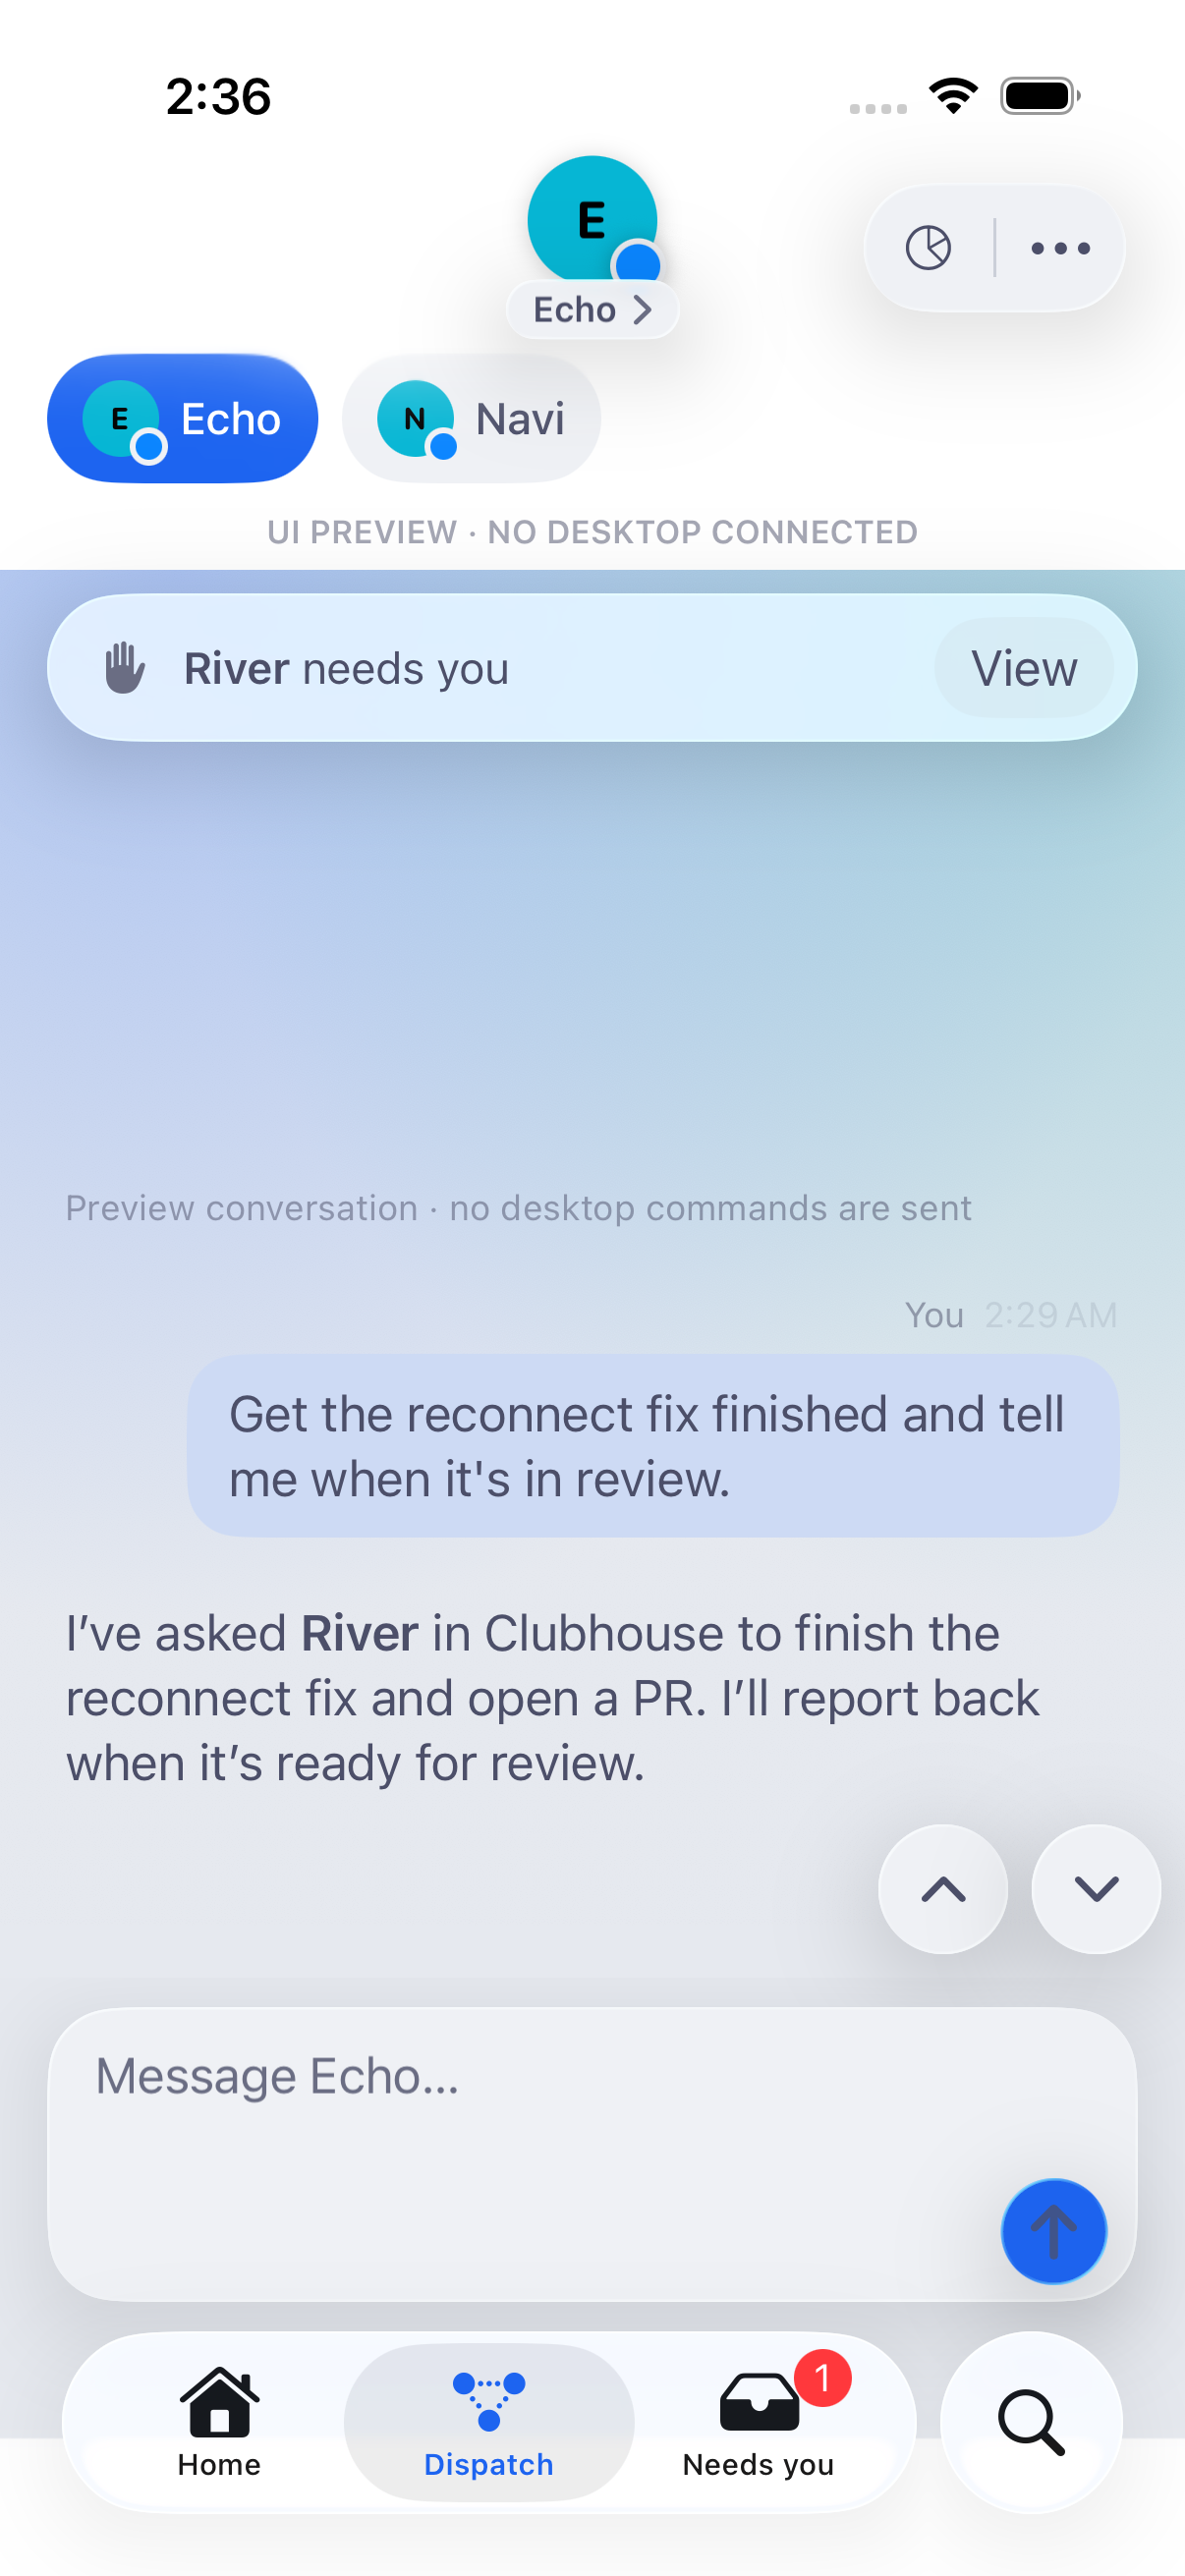 2:36
E
Echo
E Echo
N Navi
UI PREVIEW · NO DESKTOP CONNECTED
River needs you
View
Preview conversation · no desktop commands are sent
You 2:29 AM
Get the reconnect fix finished and tell
me when it's in review.
I’ve asked River in Clubhouse to finish the
reconnect fix and open a PR. I’ll report back
when it’s ready for review.
Message Echo...
1
Home
Dispatch
Needs you